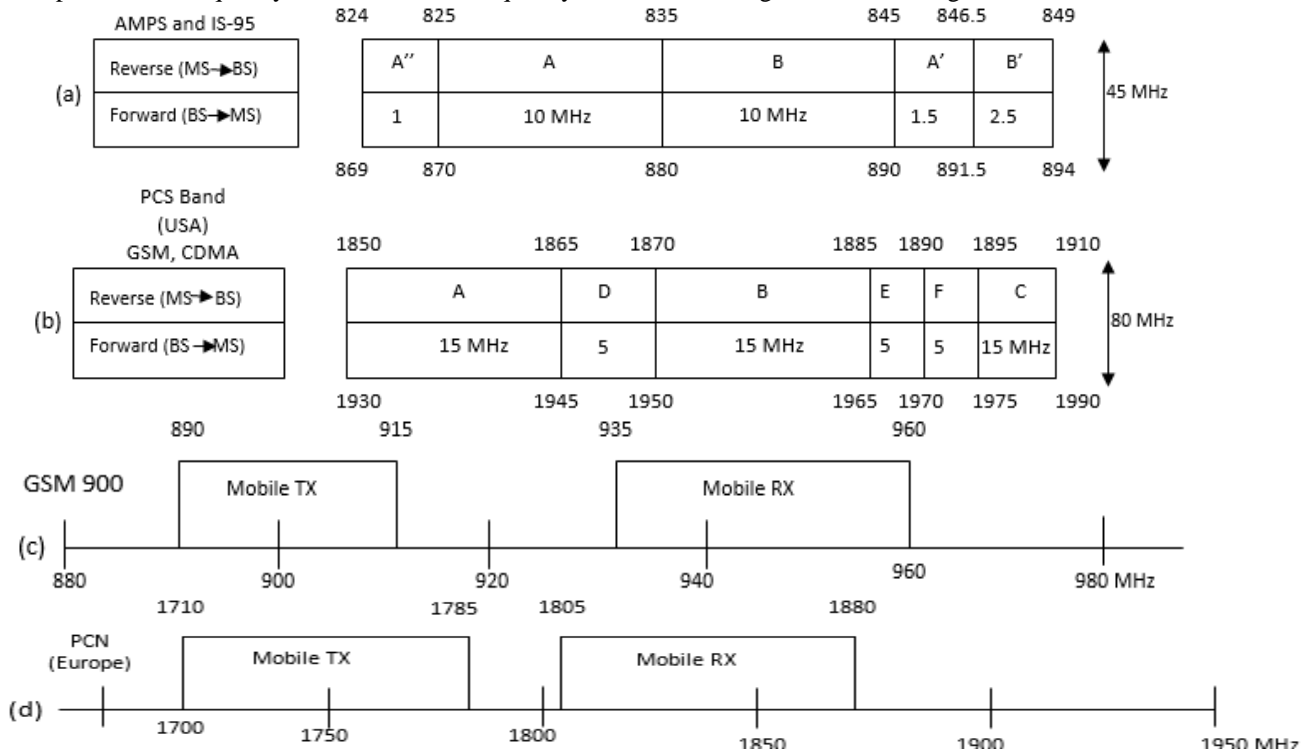 AMPS and IS-95
824 825 835 845 846.5 849
Reverse (MS BS) A'' A B A' B'
(a) 45 MHz
Forward (BS MS) 1 10 MHz 10 MHz 1.5 2.5
869 870 880 890 891.5 894
PCS Band
(USA)
GSM, CDMA
1850 1865 1870 1885 1890 1895 1910
Reverse (MS BS) A D B E F C
(b) 80 MHz
Forward (BS MS) 15 MHz 5 15 MHz 5 5 15 MHz
1930 1945 1950 1965 1970 1975 1990
890 915 935 960
GSM 900 Mobile TX Mobile RX
(c)
880 900 920 940 960 980 MHz
1710 1785 1805 1880
PCN
(Europe)
Mobile TX Mobile RX
(d)
1700 1750 1800 1850 1900 1950 MHz